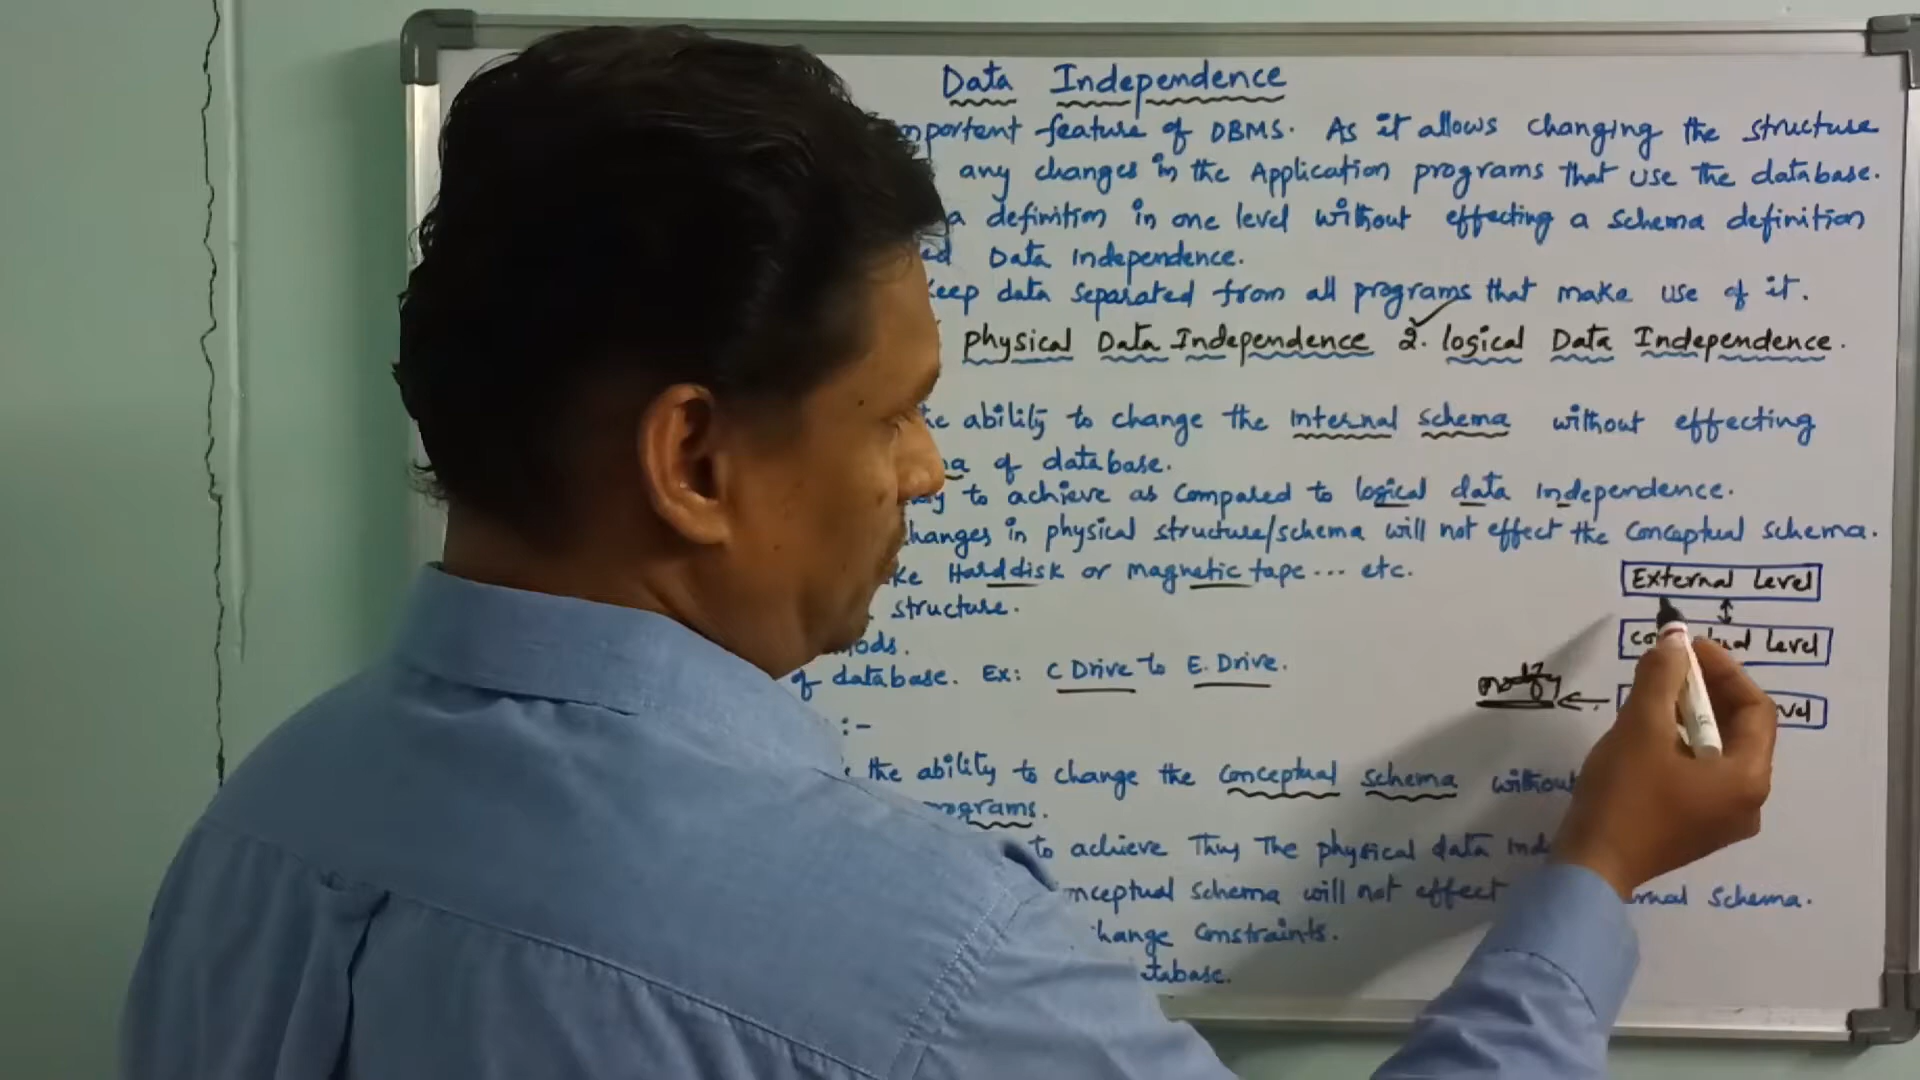 Data Independence
important feature of DBMS. As it allows changing the structure
any changes in the Application programs that use the database.
a definition in one level without effecting a schema definition
ed Data independence.
keep data separated from all programs that make use of it.
physical Data Independence 2. logical Data Independence.
the ability to change the internal schema without effecting
a of database.
to achieve as compared to logical data independence.
changes in physical structure/schema will not effect the conceptual schema.
ke Harddisk or magnetic tape... etc.
External Level
structure.
Level
ods.
of database. Ex: C Drive to E. Drive.
modify
vel
:-
the ability to change the conceptual schema without
programs.
to achieve Thus The physical data ind
conceptual schema will not effect
rnal schema.
change constraints.
tabase.